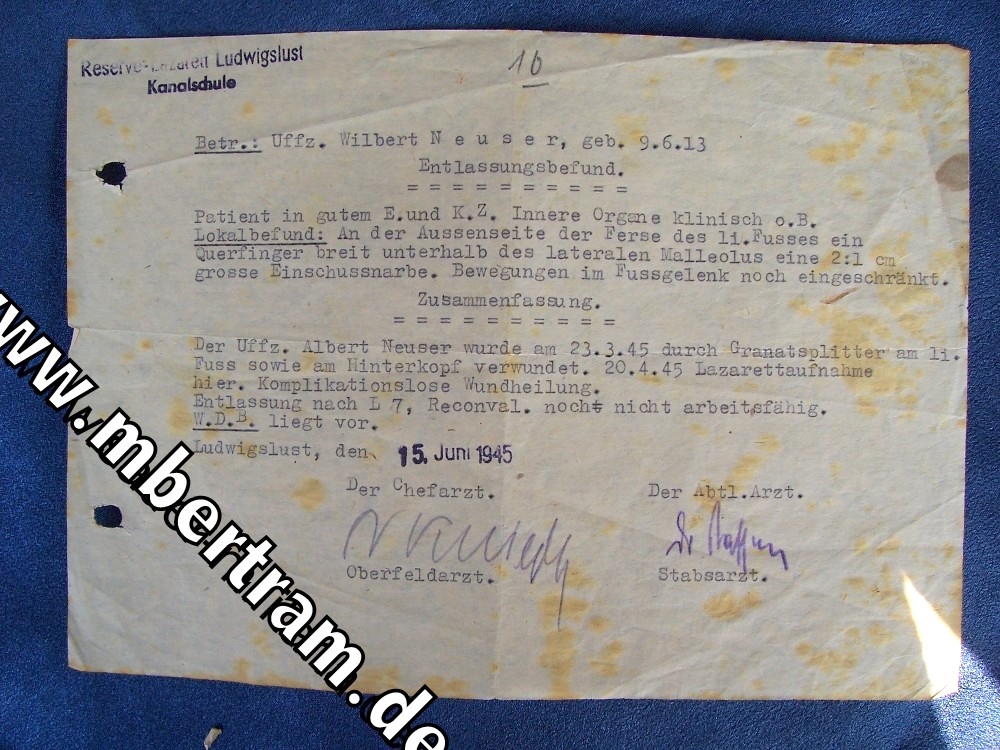 Reserve-Lazarett Ludwigslust
Kanalschule
16
Betr.: Uffz. Wilbert N e u s e r, geb. 9.6.13
Entlassungsbefund.
= = = = = = = = = =
Patient in gutem E.und K.Z. Innere Organe klinisch o.B.
Lokalbefund: An der Aussenseite der Ferse des li.Fusses ein
Querfinger breit unterhalb des lateralen Malleolus eine 2:1 cm
grosse Einschussnarbe. Bewegungen im Fussgelenk noch eingeschränkt.
Zusammenfassung.
= = = = = = = = = =
Der Uffz. Albert Neuser wurde am 23.3.45 durch Granatsplitter am li.
Fuss sowie am Hinterkopf verwundet. 20.4.45 Lazarettaufnahme
hier. Komplikationslose Wundheilung.
Entlassung nach L 7, Reconval. noch nicht arbeitsfähig.
W.D.B. liegt vor.
Ludwigslust, den 15. Juni 1945
Der Chefarzt. Der Abtl.Arzt.
Dr
Oberfeldarzt. Stabsarzt.
www.mbertram.de